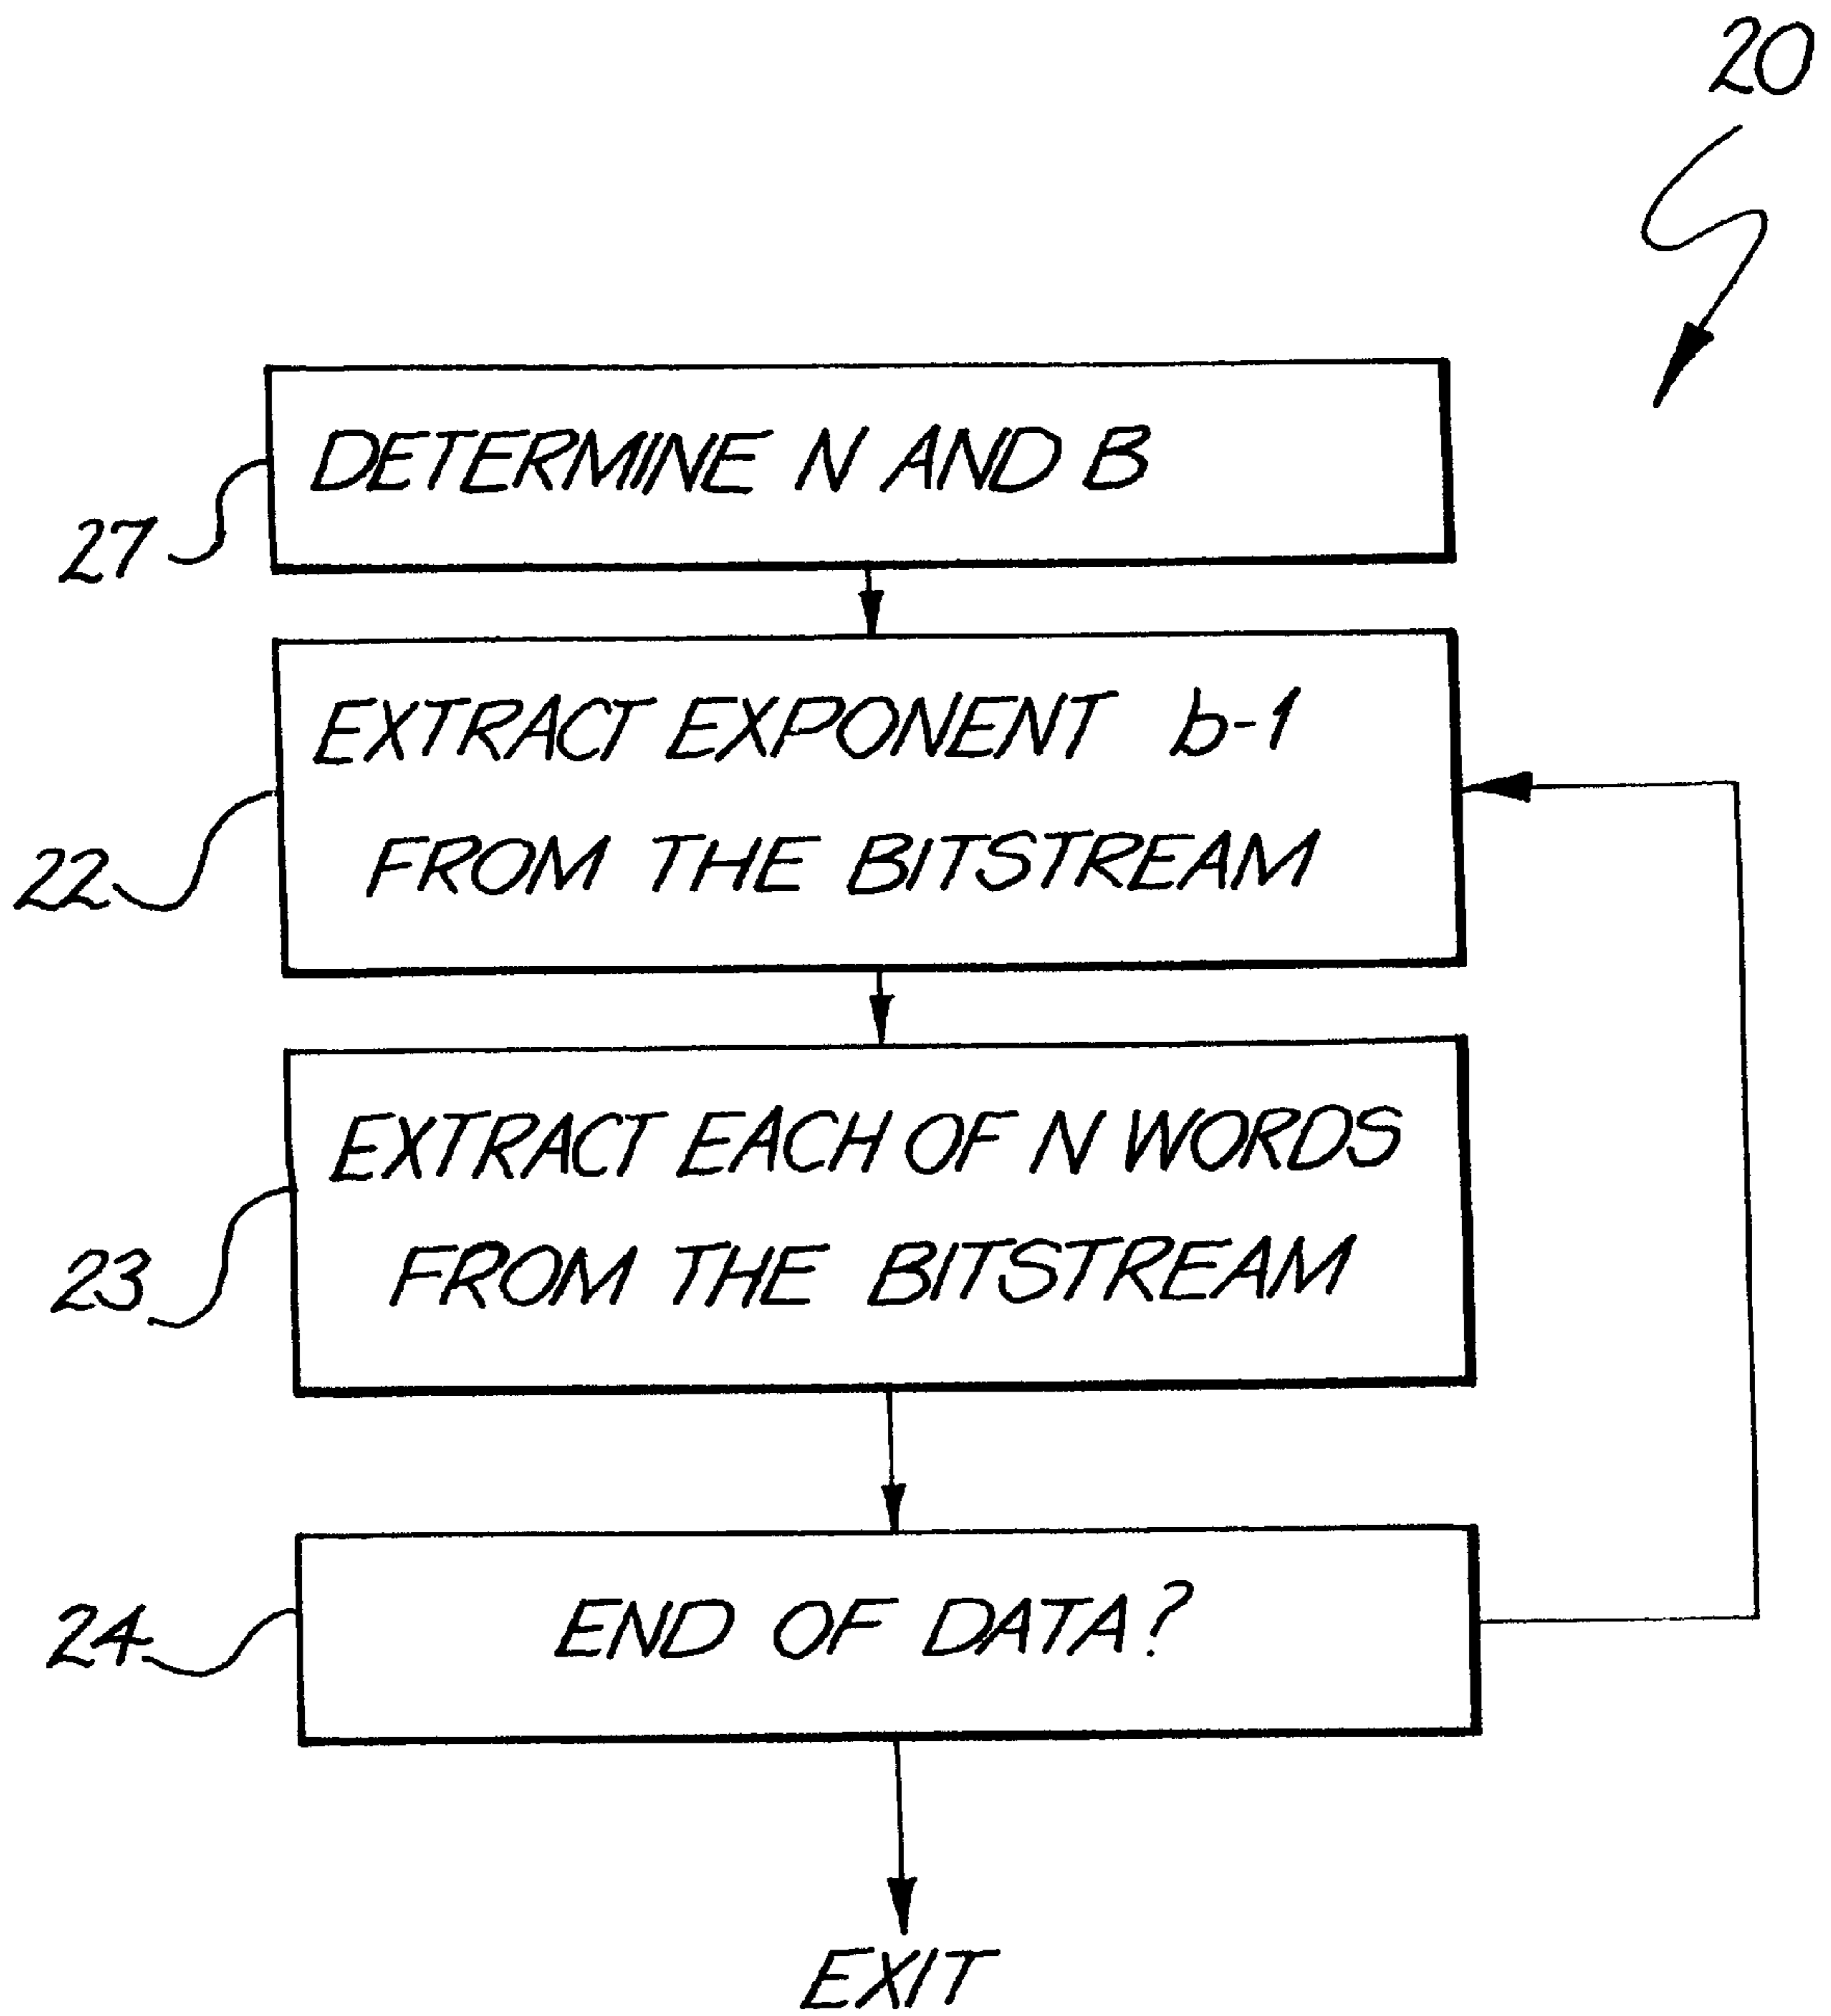 20
DETERMINE N AND B
27
EXTRACT EXPONENT b-1
FROM THE BITSTREAM
22
EXTRACT EACH OF N WORDS
FROM THE BITSTREAM
23
END OF DATA?
24
EXIT